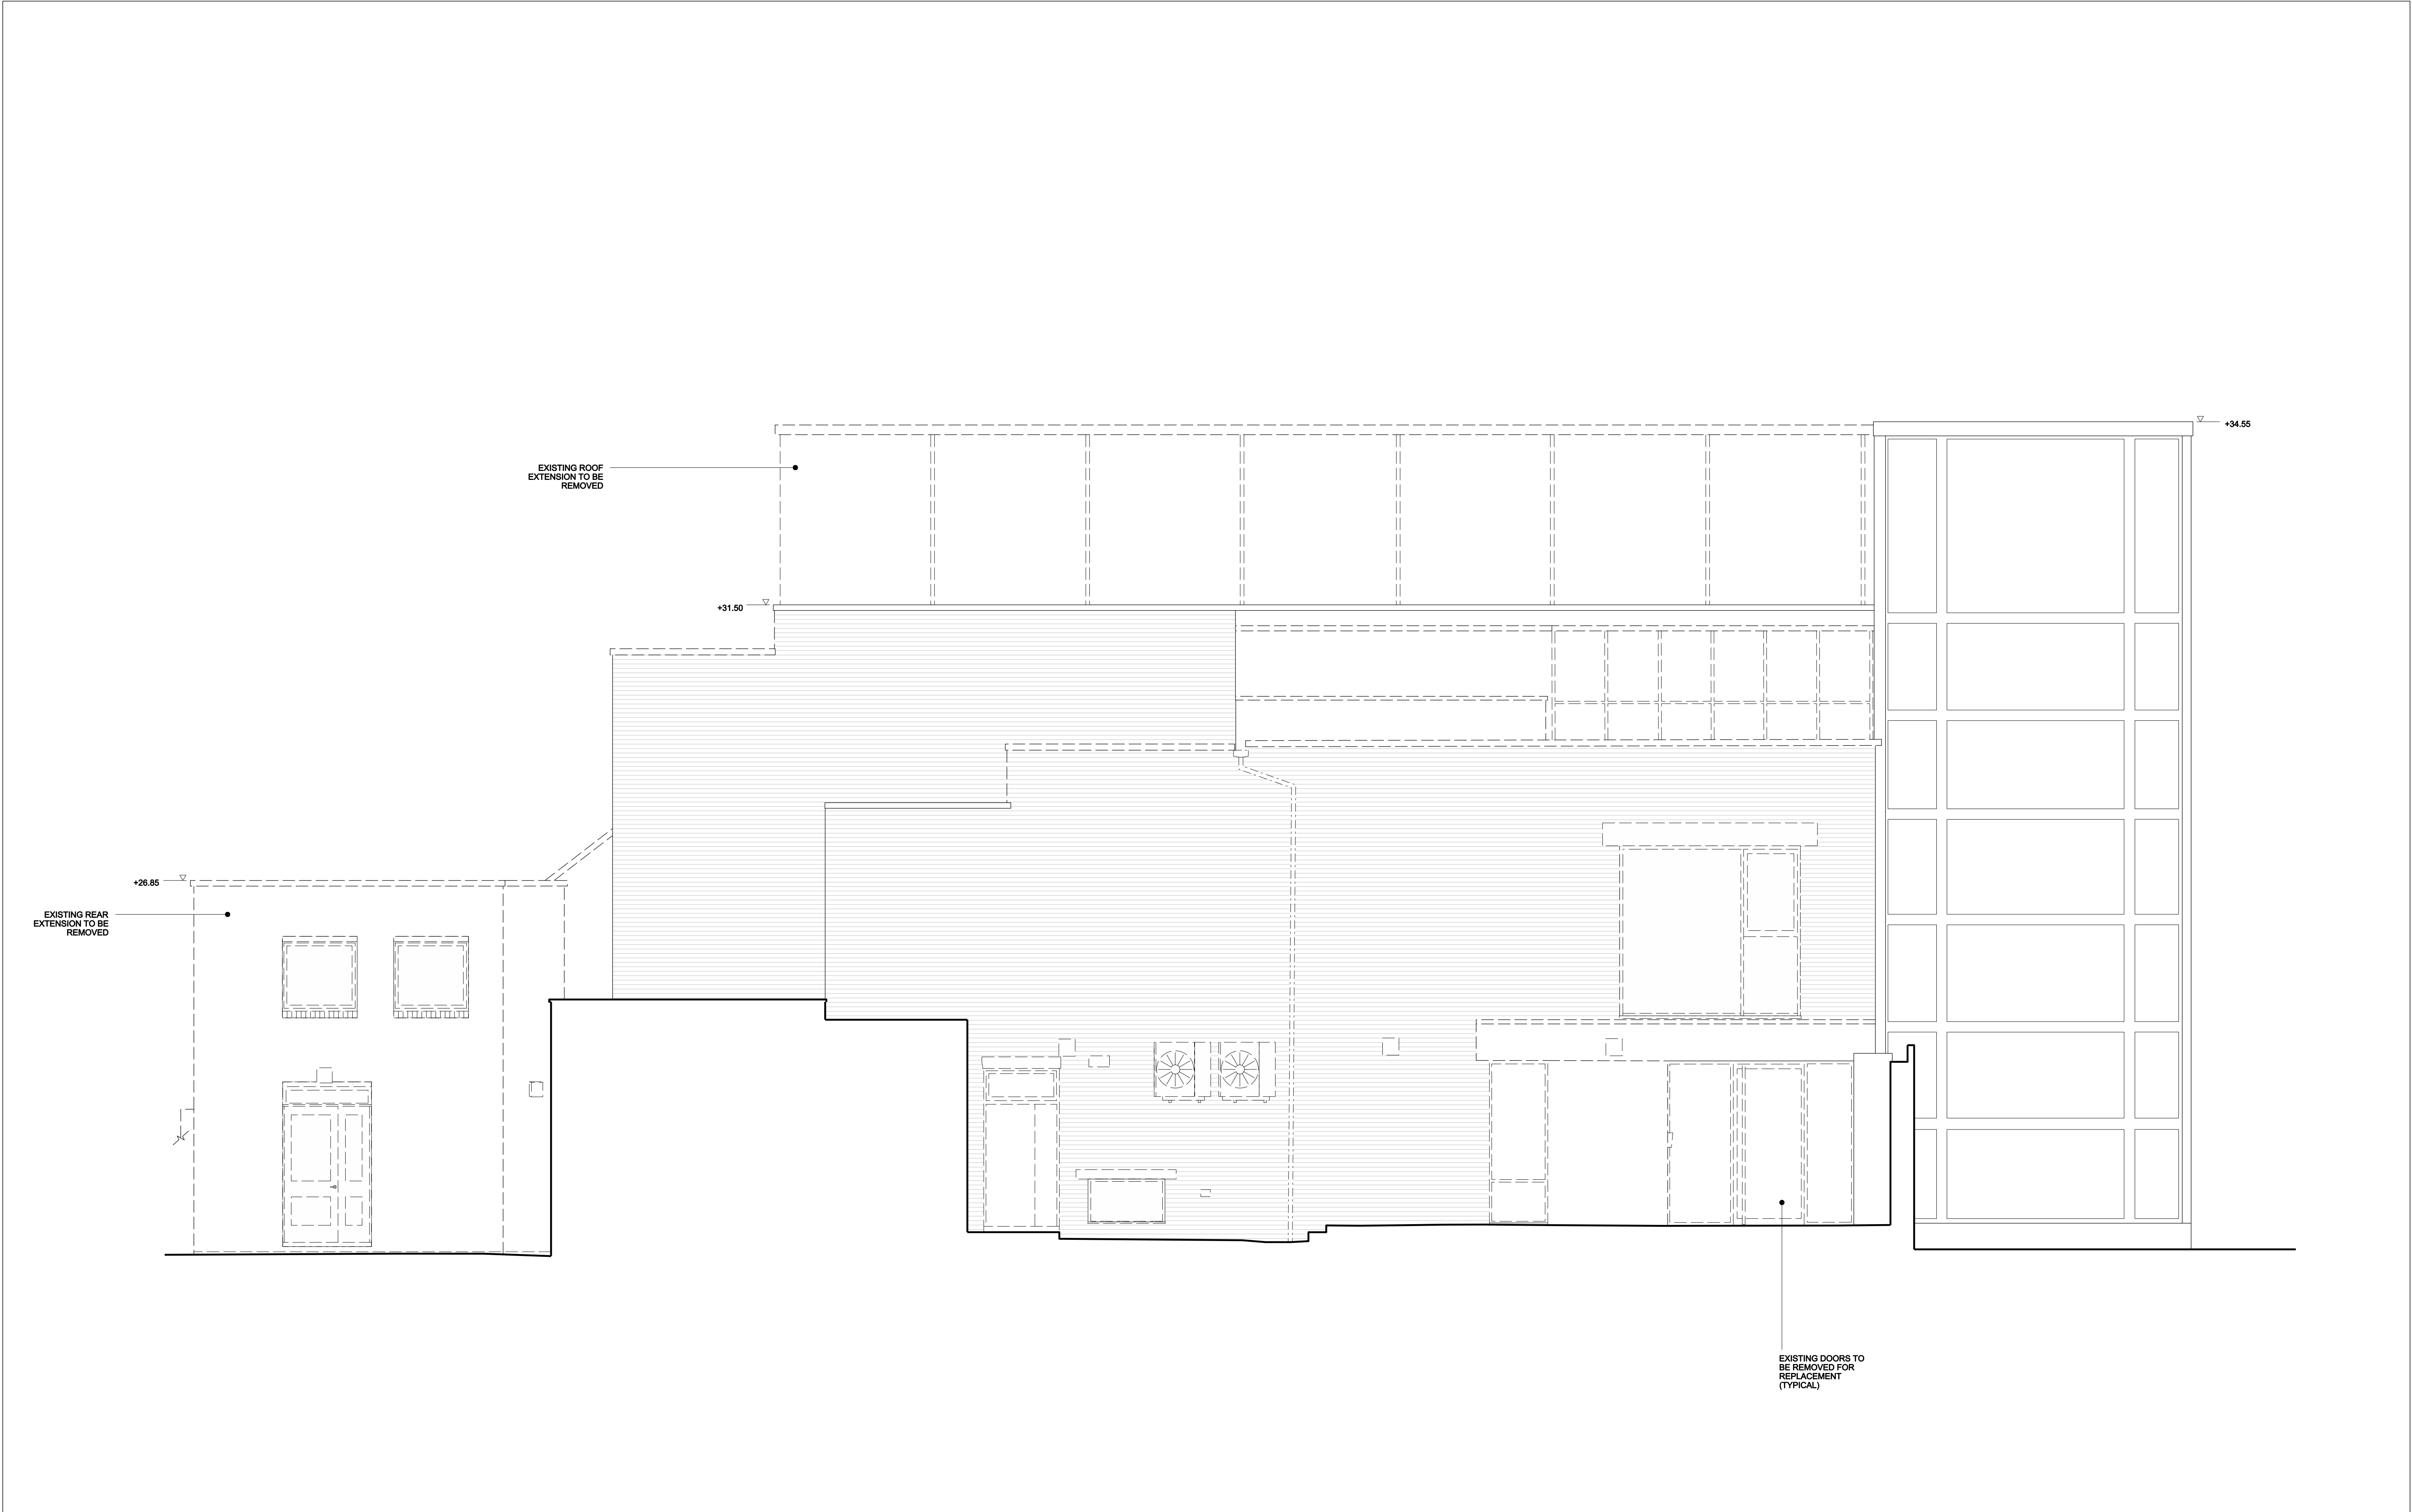 +34.55
EXISTING ROOF
EXTENSION TO BE
REMOVED
+31.50
+26.85
EXISTING REAR
EXTENSION TO BE
REMOVED
EXISTING DOORS TO
BE REMOVED FOR
REPLACEMENT
(TYPICAL)